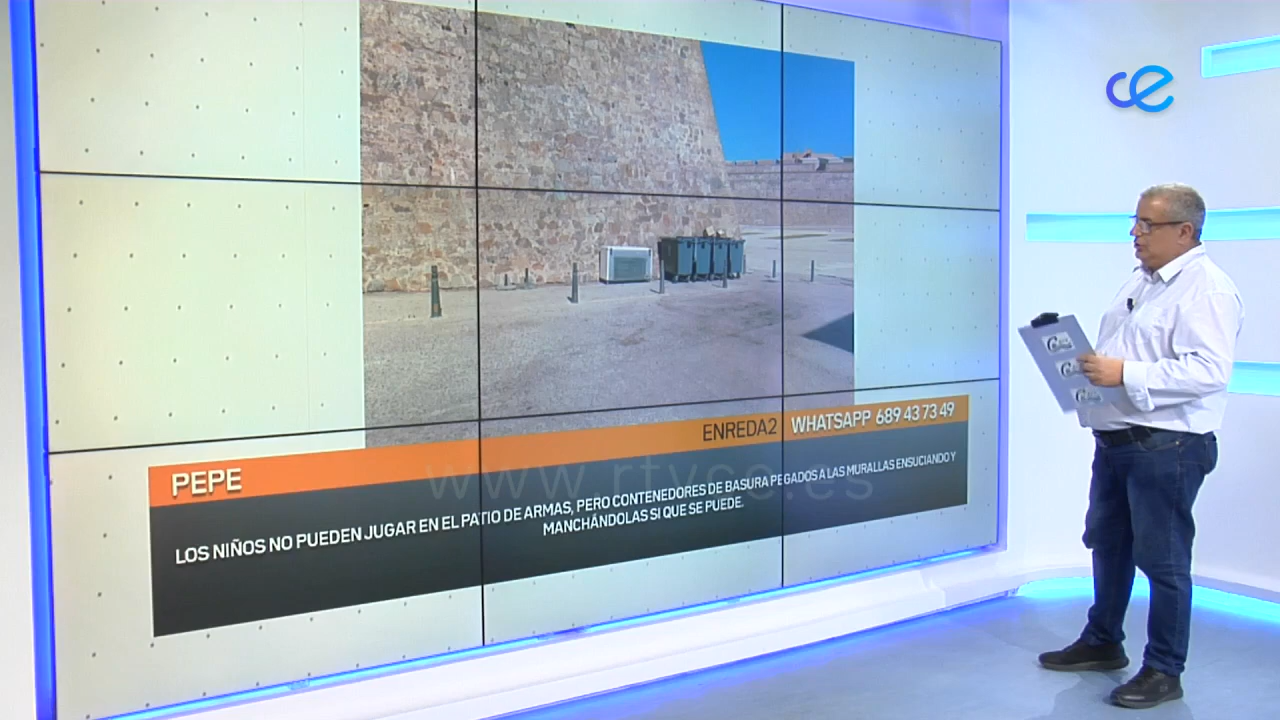 ce
ENREDA2 WHATSAPP 689 43 73 49
PEPE
www.rtvce.es
LOS NIÑOS NO PUEDEN JUGAR EN EL PATIO DE ARMAS, PERO CONTENEDORES DE BASURA PEGADOS A LAS MURALLAS ENSUCIANDO Y
MANCHÁNDOLAS SI QUE SE PUEDE.